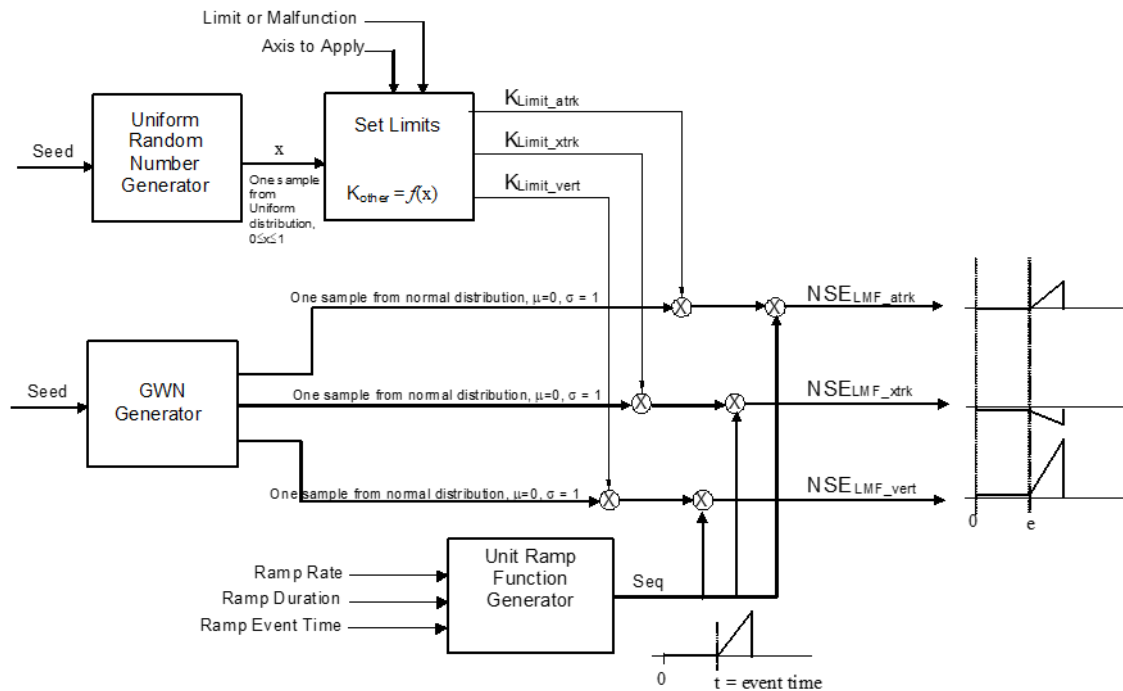 Limit or Malfunction
Axis to Apply
Uniform
Random
Number
Generator
Seed
x
One sample
from
Uniform
distribution,
0≤x≤1
Set Limits
Kother = f(x)
KLimit_atrk
KLimit_xtrk
KLimit_vert
One sample from normal distribution, μ=0, σ = 1
NSELMF_atrk
GWN
Generator
Seed
One sample from normal distribution, μ=0, σ = 1
NSELMF_xtrk
One sample from normal distribution, μ=0, σ = 1
NSELMF_vert
0
e
Unit Ramp
Function
Generator
Ramp Rate
Ramp Duration
Ramp Event Time
Seq
0
t = event time
X
X
X
X
X
X